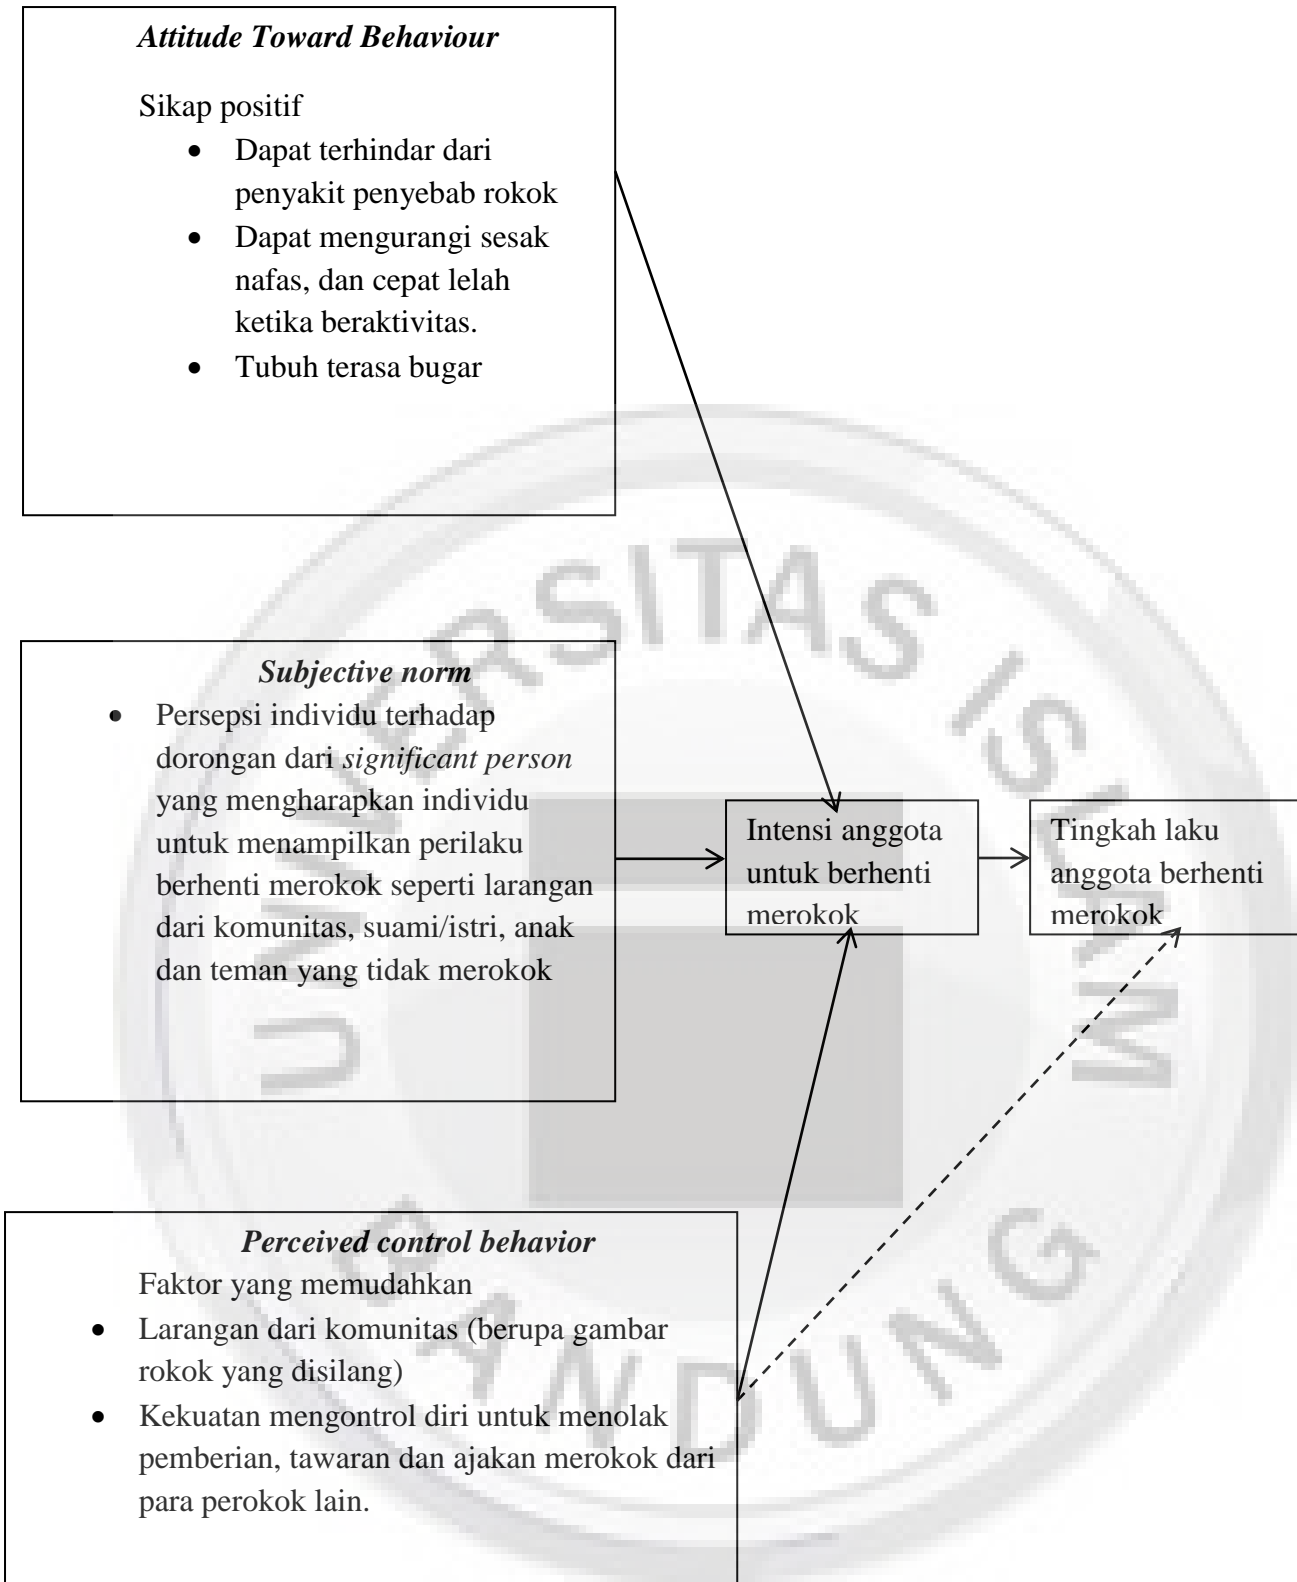 Attitude Toward Behaviour
Sikap positif
• Dapat terhindar dari
penyakit penyebab rokok
• Dapat mengurangi sesak
nafas, dan cepat lelah
ketika beraktivitas.
• Tubuh terasa bugar
Subjective norm
• Persepsi individu terhadap
dorongan dari significant person
yang mengharapkan individu
untuk menampilkan perilaku
berhenti merokok seperti larangan
dari komunitas, suami/istri, anak
dan teman yang tidak merokok
Intensi anggota
untuk berhenti
merokok
Tingkah laku
anggota berhenti
merokok
Perceived control behavior
Faktor yang memudahkan
• Larangan dari komunitas (berupa gambar
rokok yang disilang)
• Kekuatan mengontrol diri untuk menolak
pemberian, tawaran dan ajakan merokok dari
para perokok lain.
UNIVERSITAS ISLAM
BANDUNG